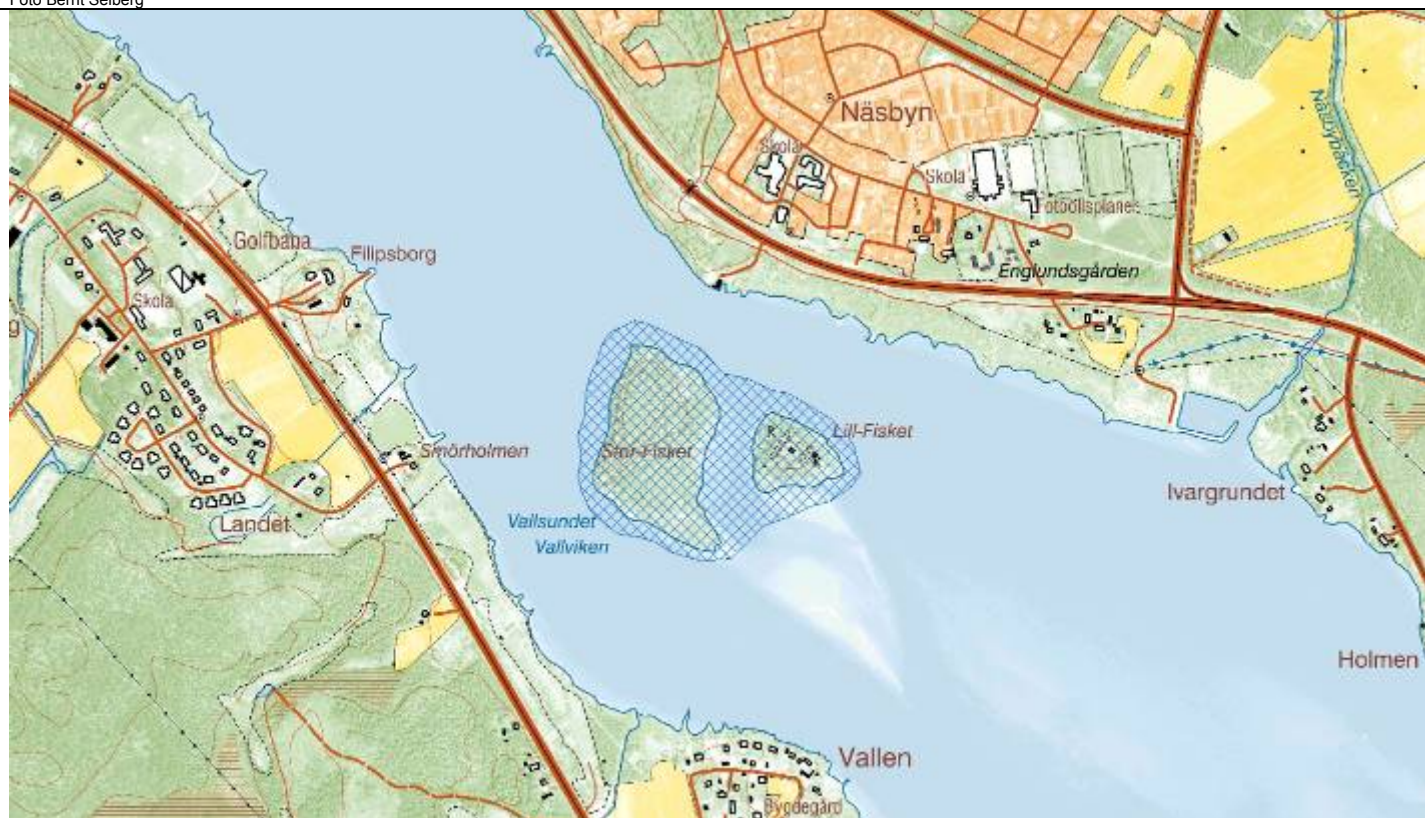 Foto Bernt Selberg
Näsbyn
Skola
Skola
Fotbollsplaner
Näsbybäcken
Englundsgården
Golfbana
Filipsborg
Skola
g
Lill-Fisket
Stor-Fisket
Smörholmen
Ivargrundet
Landet
Vallsundet
Vallviken
Holmen
Vallen
Bygdegård
R